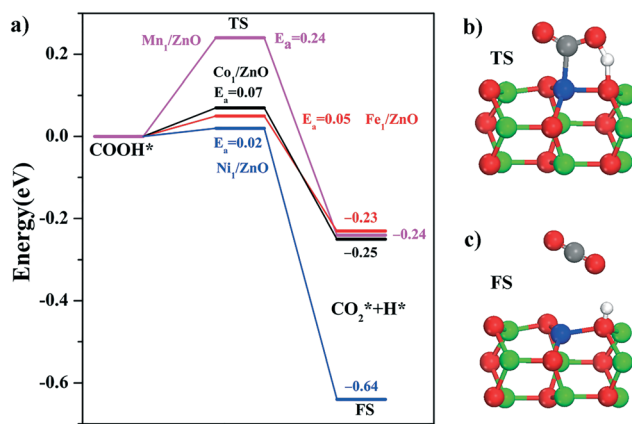 a)
TS
Mn1/ZnO
Ea=0.24
Co1/ZnO
Ea=0.07
Ea=0.05 Fe1/ZnO
COOH*
Ea=0.02
Ni1/ZnO
−0.23
−0.24
−0.25
CO2*+H*
−0.64
FS
Energy(eV)
0.2
0.0
-0.2
-0.4
-0.6
b)
TS
c)
FS